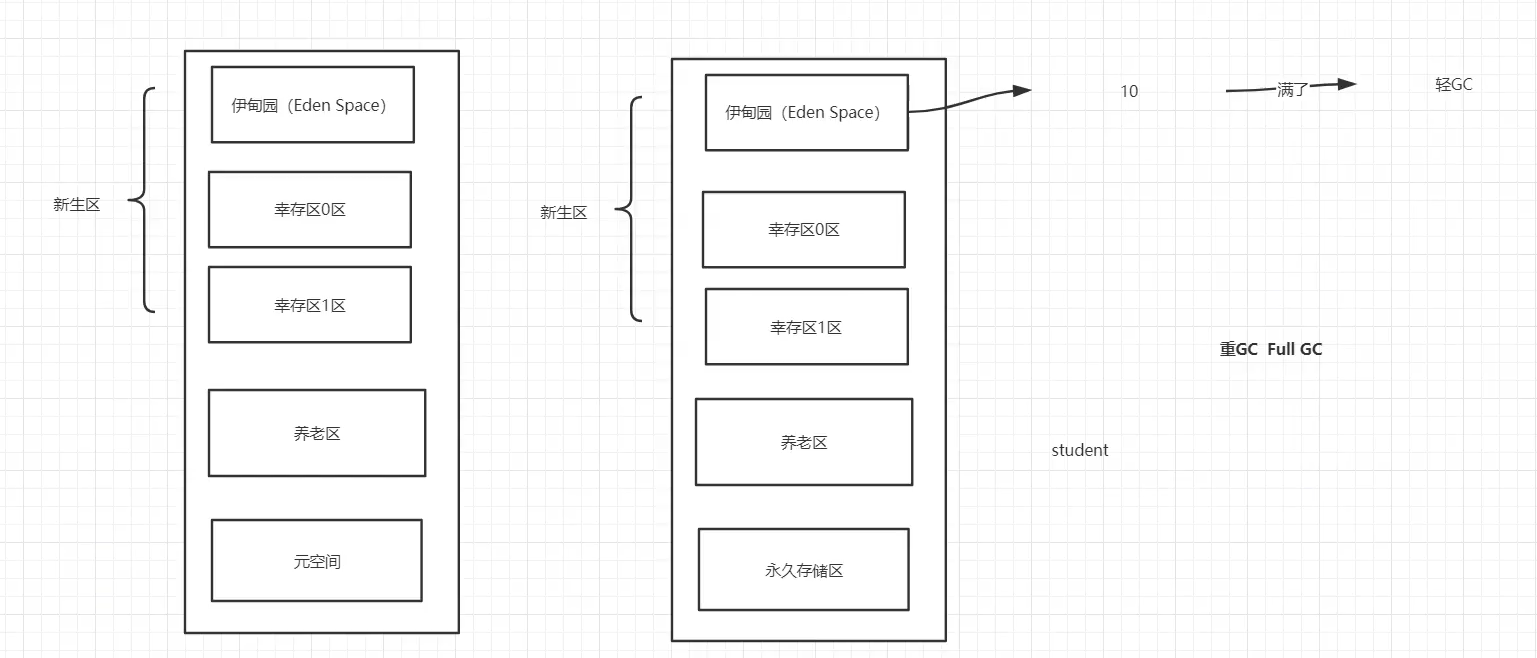 伊甸园（Eden Space）
新生区
幸存区0区
幸存区1区
养老区
元空间
伊甸园（Eden Space）
新生区
幸存区0区
幸存区1区
养老区
永久存储区
10
满了
轻GC
重GC Full GC
student